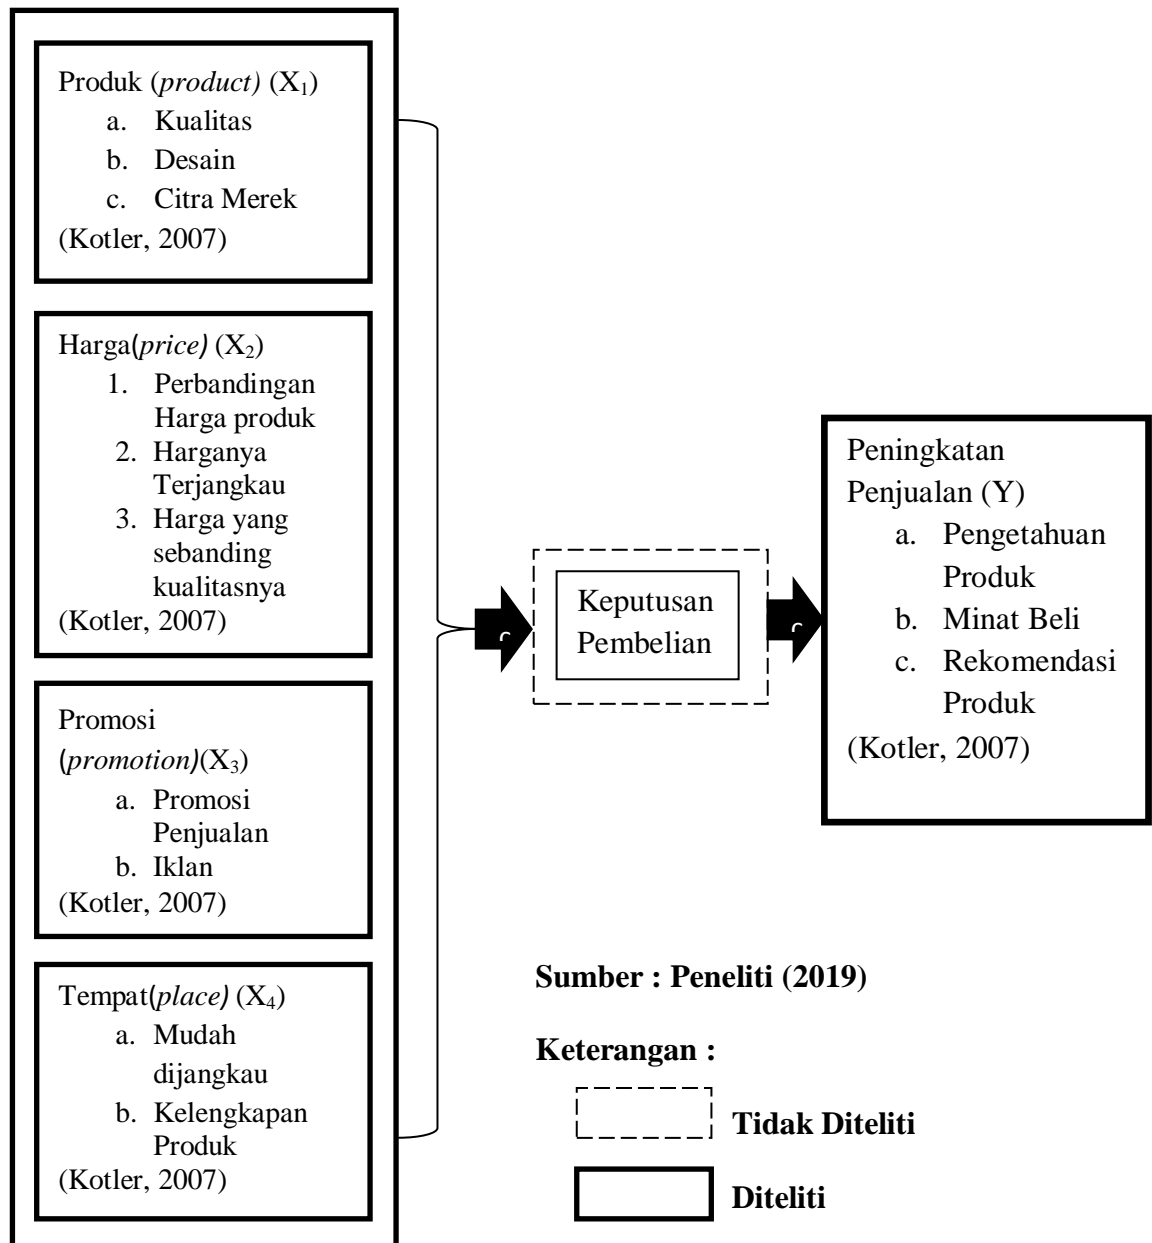 Produk (product) (X₁)
a. Kualitas
b. Desain
c. Citra Merek
(Kotler, 2007)
Harga(price) (X₂)
1. Perbandingan
Harga produk
2. Harganya
Terjangkau
3. Harga yang
sebanding
kualitasnya
(Kotler, 2007)
Promosi
(promotion)(X₃)
a. Promosi
Penjualan
b. Iklan
(Kotler, 2007)
Tempat(place) (X₄)
a. Mudah
dijangkau
b. Kelengkapan
Produk
(Kotler, 2007)
Keputusan
Pembelian
Peningkatan
Penjualan (Y)
a. Pengetahuan
Produk
b. Minat Beli
c. Rekomendasi
Produk
(Kotler, 2007)
Sumber : Peneliti (2019)
Keterangan :
Tidak Diteliti
Diteliti